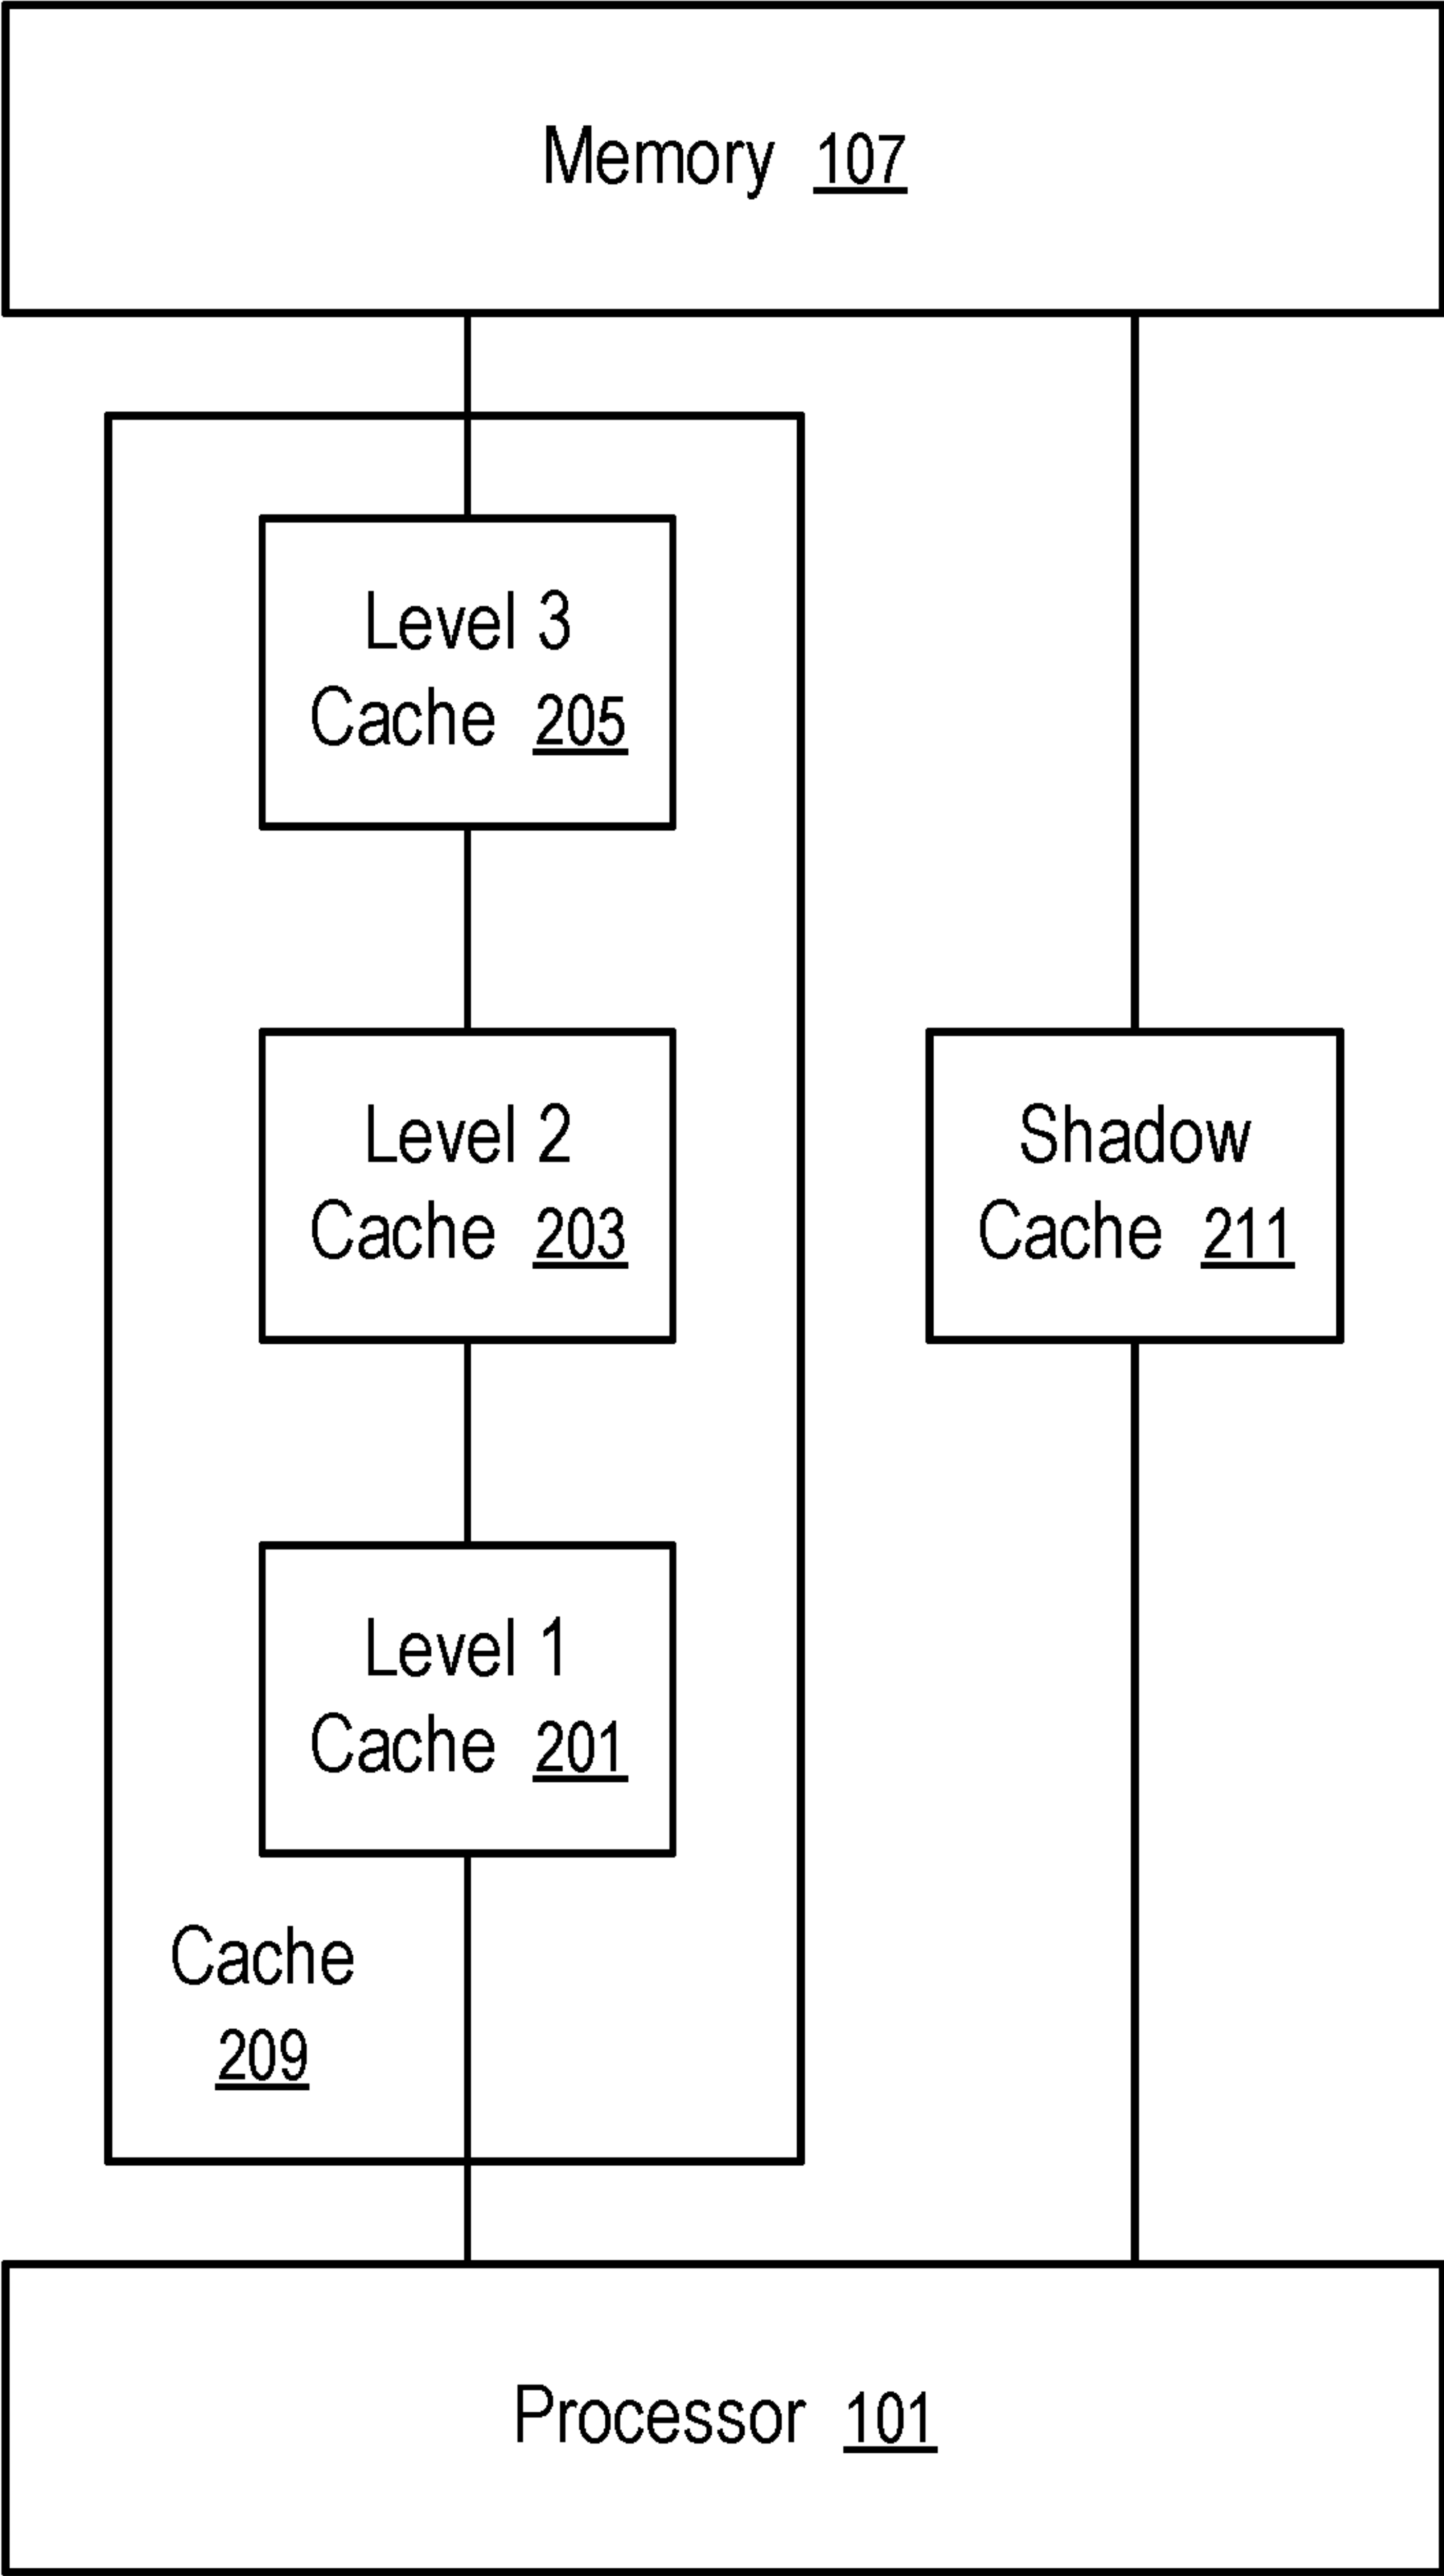 Memory 107
Level 3
Cache 205
Level 2
Cache 203
Shadow
Cache 211
Level 1
Cache 201
Cache
209
Processor 101